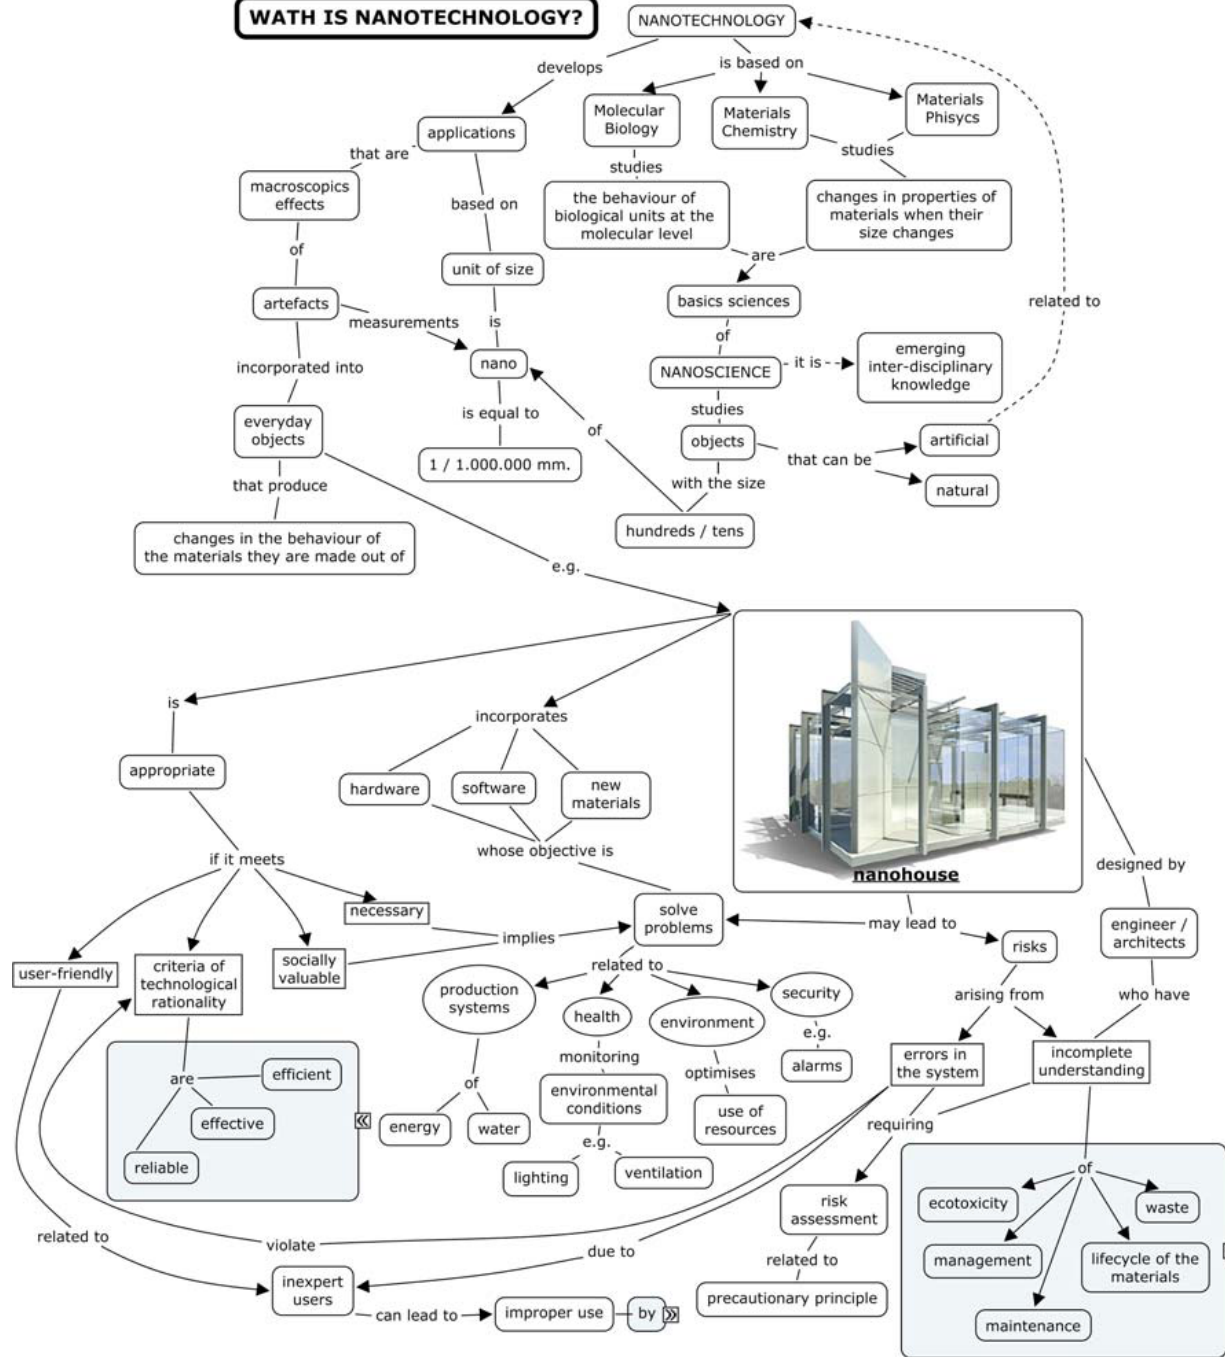 WATH IS NANOTECHNOLOGY?
NANOTECHNOLOGY
develops
is based on
Molecular
Biology
Materials
Chemistry
Materials
Phisycs
applications
that are
studies
studies
macroscopics
effects
based on
the behaviour of
biological units at the
molecular level
changes in properties of
materials when their
size changes
of
are
unit of size
artefacts
measurements
is
basics sciences
related to
of
incorporated into
nano
NANOSCIENCE
it is
emerging
inter-disciplinary
knowledge
everyday
objects
is equal to
of
studies
objects
that can be
artificial
natural
1 / 1.000.000 mm.
with the size
that produce
hundreds / tens
changes in the behaviour of
the materials they are made out of
e.g.
is
incorporates
appropriate
hardware
software
new
materials
whose objective is
nanohouse
if it meets
designed by
necessary
solve
problems
may lead to
risks
engineer /
architects
implies
user-friendly
criteria of
technological
rationality
socially
valuable
related to
production
systems
health
environment
security
arising from
who have
e.g.
alarms
monitoring
optimises
errors in
the system
incomplete
understanding
are
efficient
effective
reliable
of
energy
water
environmental
conditions
use of
resources
requiring
e.g.
lighting
ventilation
of
ecotoxicity
waste
management
lifecycle of the
materials
maintenance
risk
assessment
related to
precautionary principle
related to
violate
due to
inexpert
users
can lead to
improper use
by